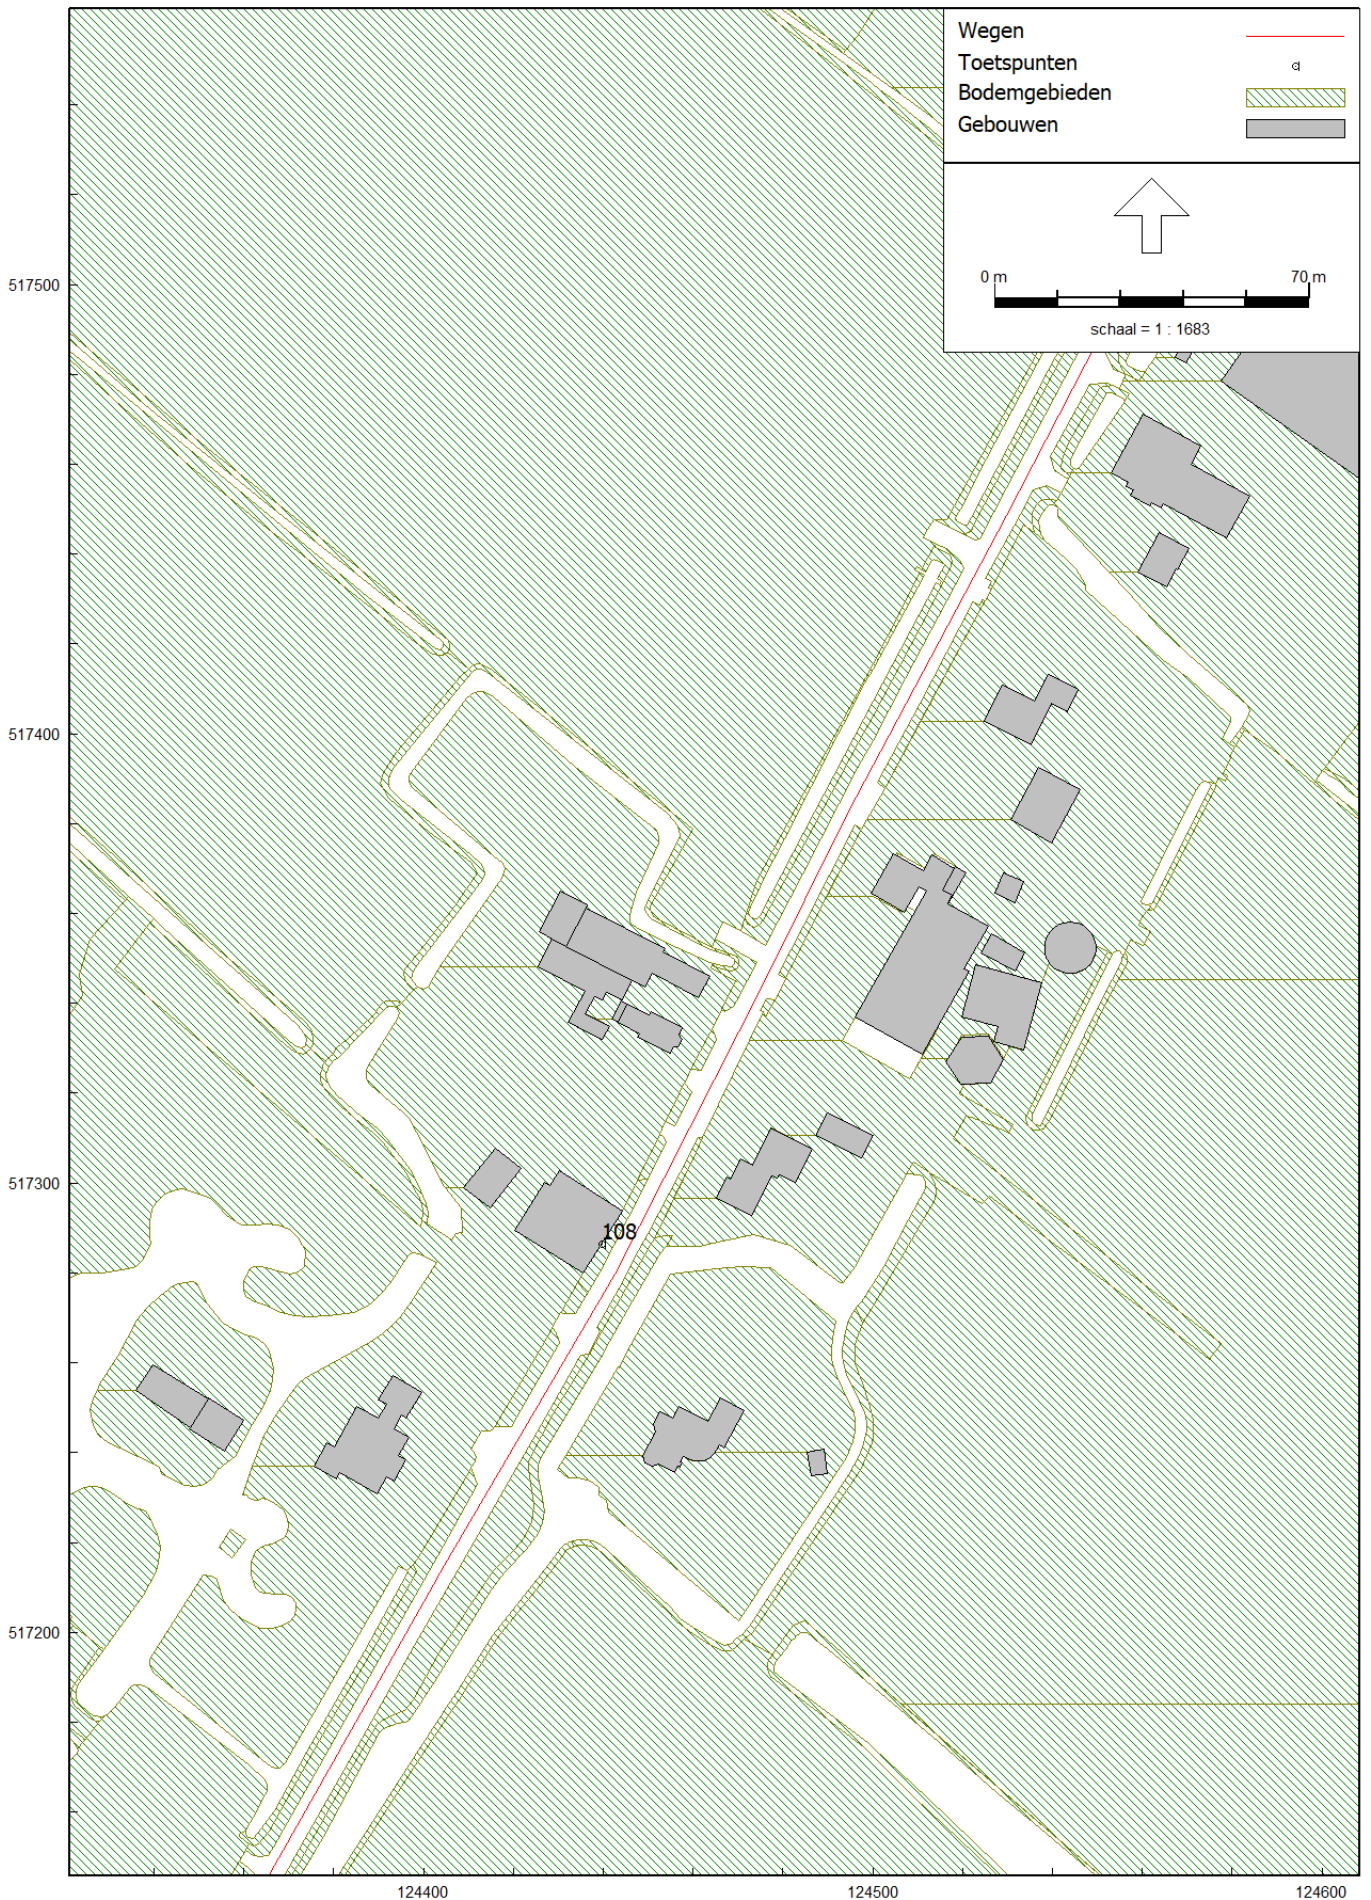 Wegen
Toetspunten
Bodemgebieden
Gebouwen
0 m 70 m
schaal = 1 : 1683
517500
517400
517300
108
517200
124400 124500 124600